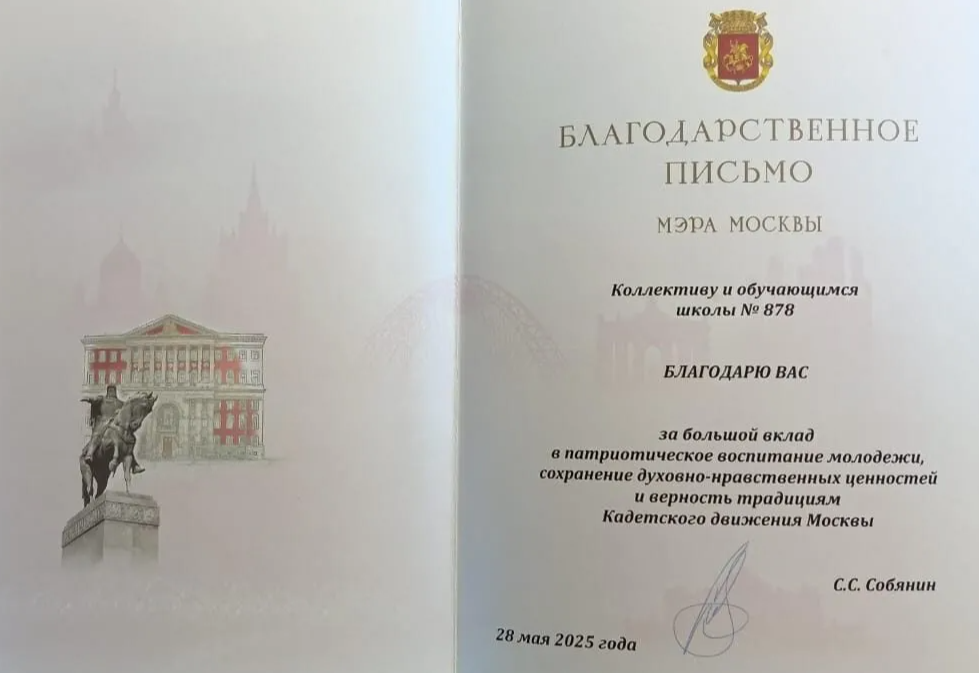 БЛАГОДАРСТВЕННОЕ
ПИСЬМО
МЭРА МОСКВЫ
Коллективу и обучающимся
школы № 878
БЛАГОДАРЮ ВАС
за большой вклад
в патриотическое воспитание молодежи,
сохранение духовно-нравственных ценностей
и верность традициям
Кадетского движения Москвы
С.С. Собянин
28 мая 2025 года